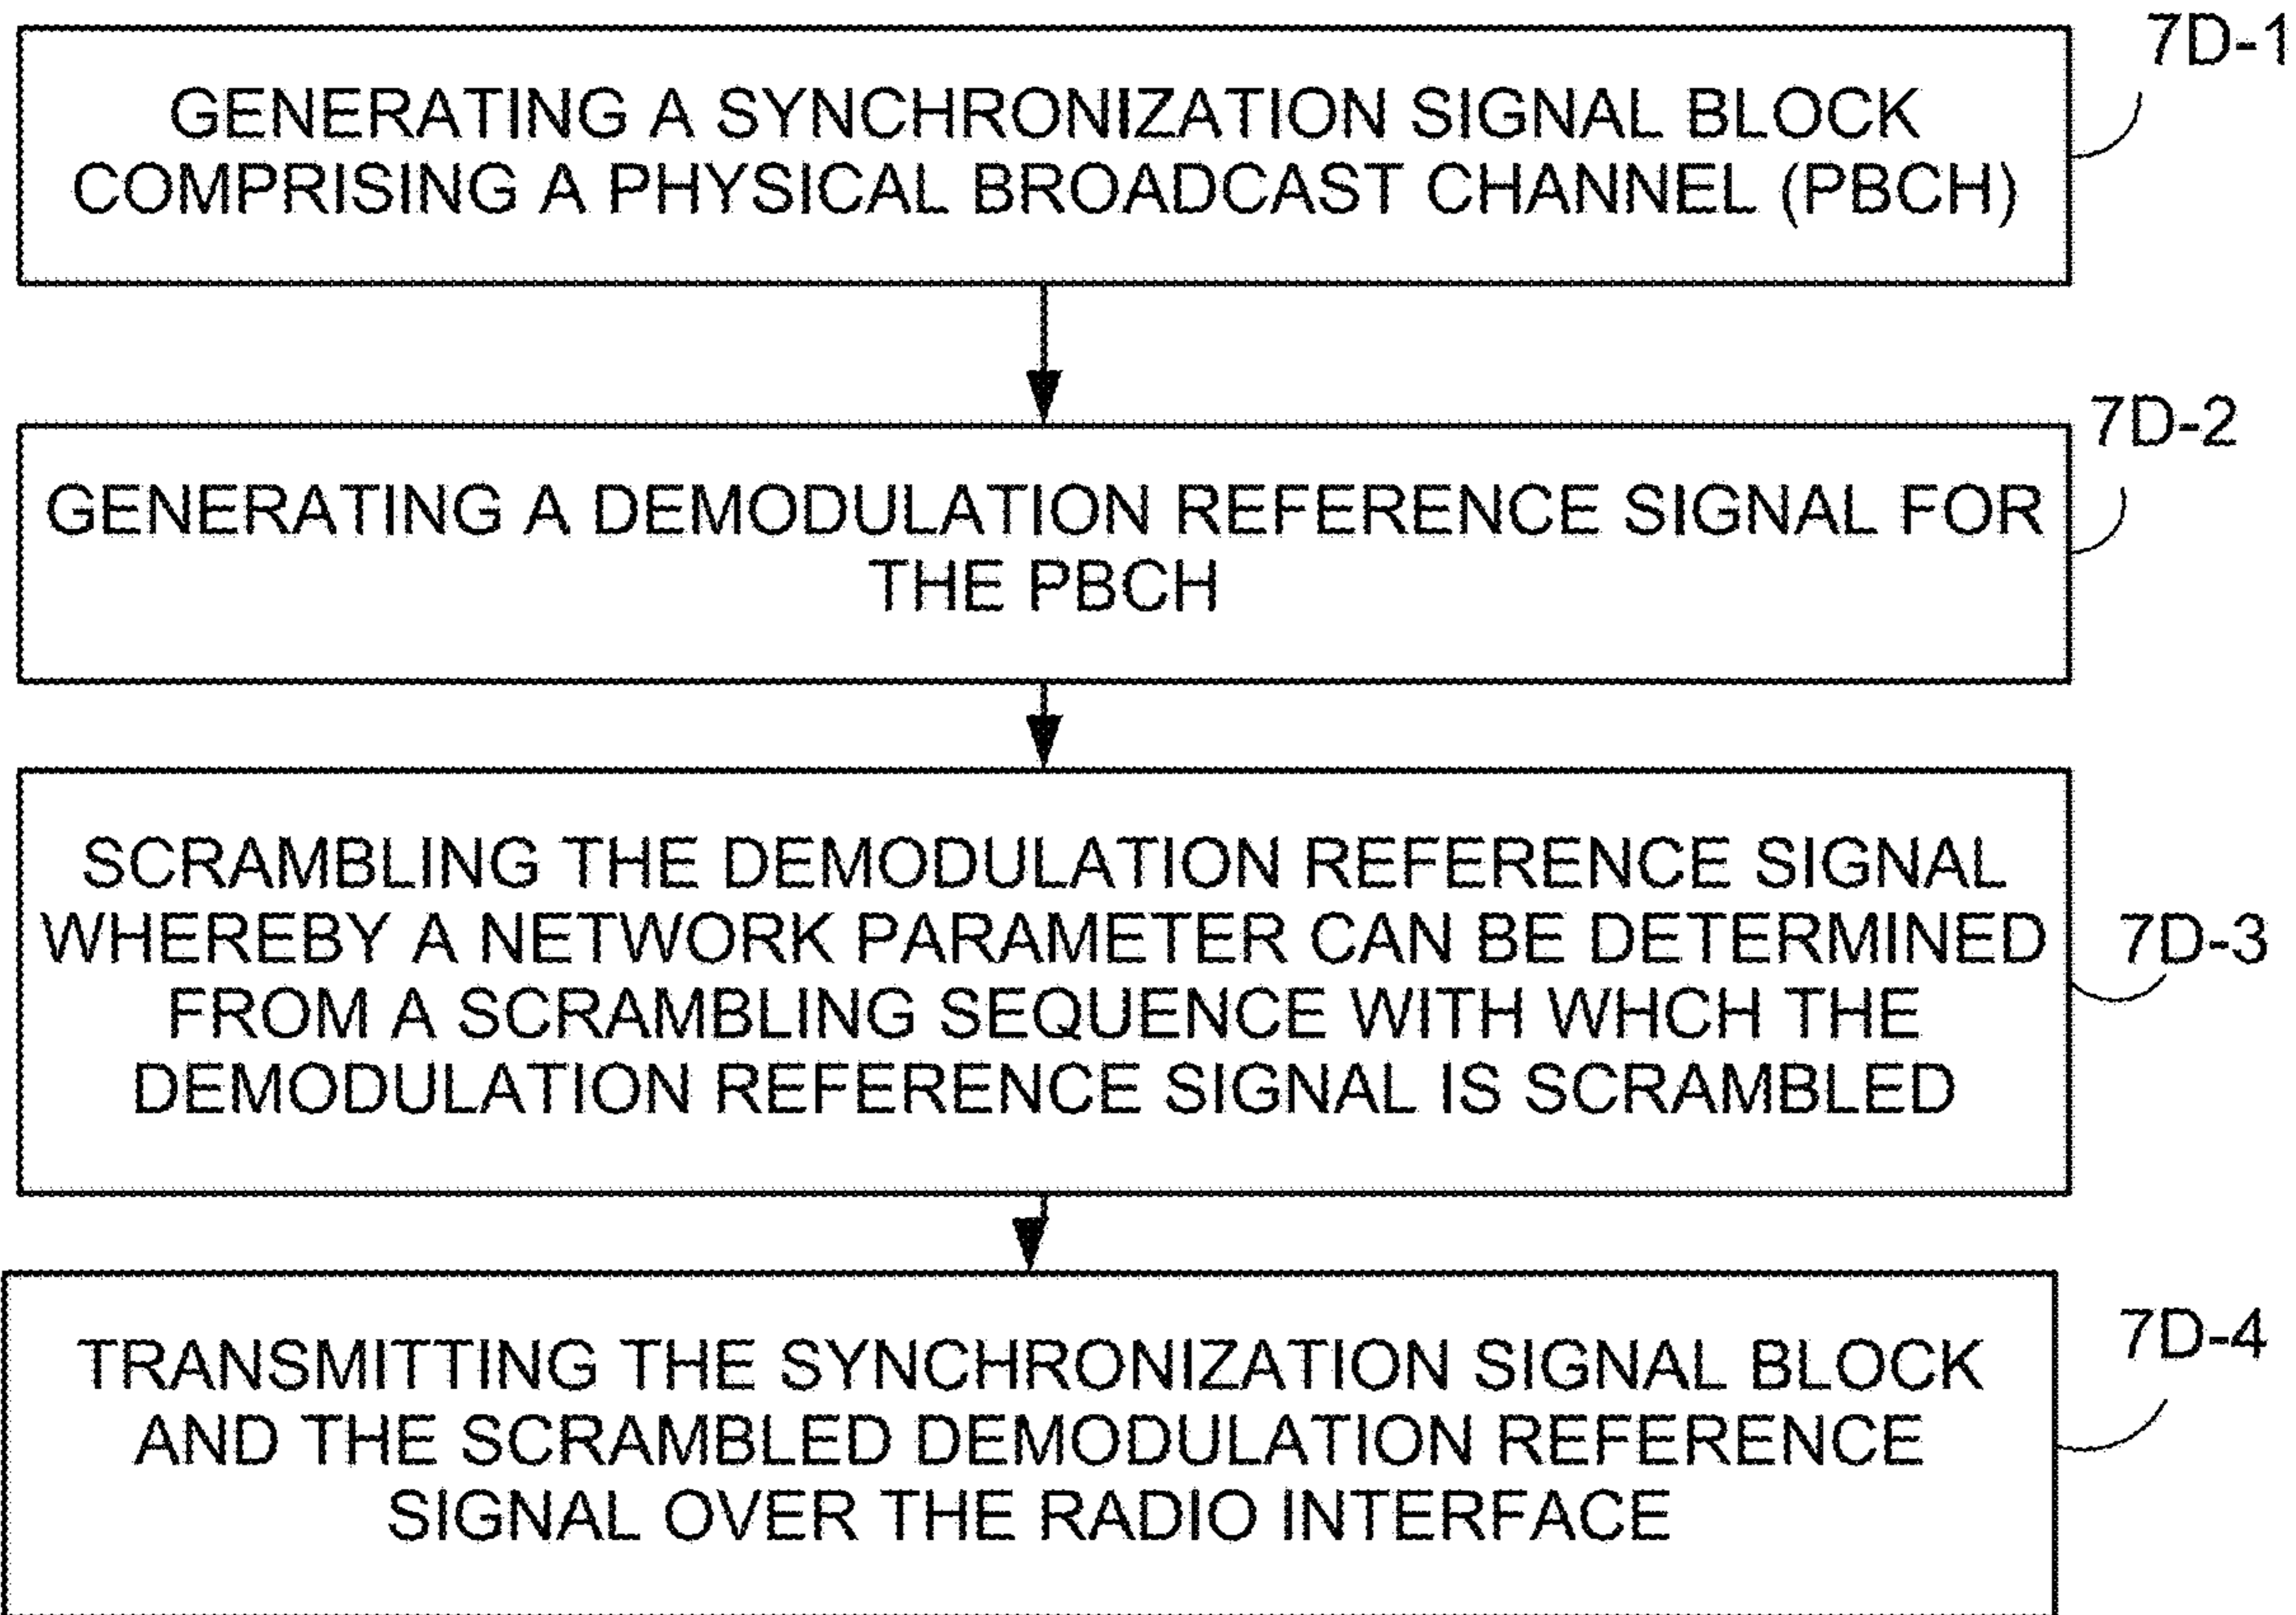 7D-1
GENERATING A SYNCHRONIZATION SIGNAL BLOCK
COMPRISING A PHYSICAL BROADCAST CHANNEL (PBCH)
7D-2
GENERATING A DEMODULATION REFERENCE SIGNAL FOR
THE PBCH
SCRAMBLING THE DEMODULATION REFERENCE SIGNAL
WHEREBY A NETWORK PARAMETER CAN BE DETERMINED
7D-3
FROM A SCRAMBLING SEQUENCE WITH WHCH THE
DEMODULATION REFERENCE SIGNAL IS SCRAMBLED
7D-4
TRANSMITTING THE SYNCHRONIZATION SIGNAL BLOCK
AND THE SCRAMBLED DEMODULATION REFERENCE
SIGNAL OVER THE RADIO INTERFACE